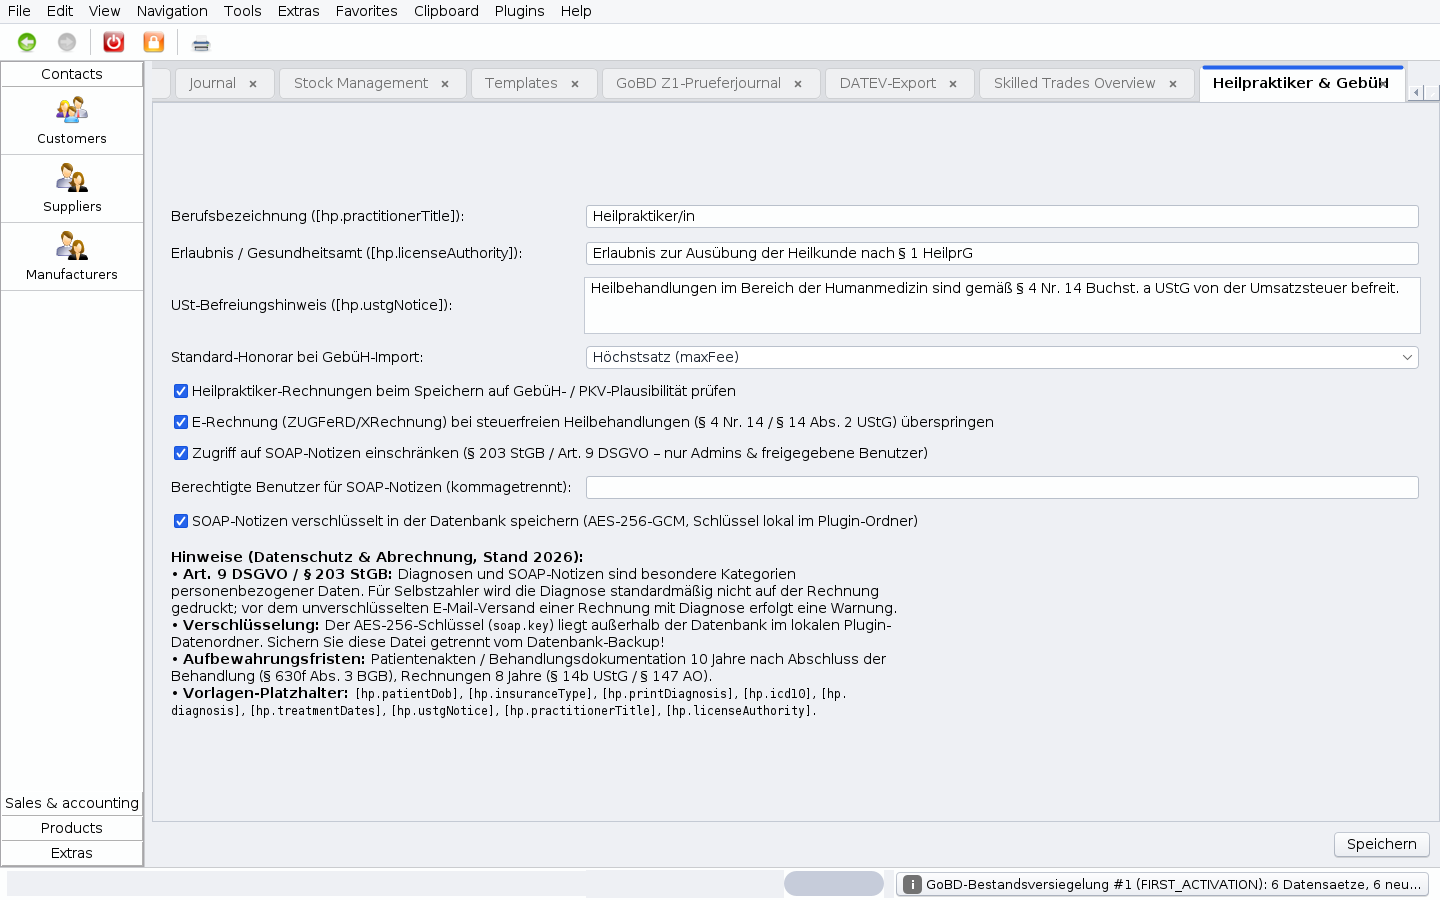 File Edit View Navigation Tools Extras Favorites Clipboard Plugins Help
Contacts
Customers
Suppliers
Manufacturers
Sales & accounting
Products
Extras
Journal
Stock Management
Templates
GoBD Z1-Prueferjournal
DATEV-Export
Skilled Trades Overview
Heilpraktiker & GebüH
Berufsbezeichnung ([hp.practitionerTitle]): Heilpraktiker/in
Erlaubnis / Gesundheitsamt ([hp.licenseAuthority]): Erlaubnis zur Ausübung der Heilkunde nach § 1 HeilprG
USt-Befreiungshinweis ([hp.ustgNotice]): Heilbehandlungen im Bereich der Humanmedizin sind gemäß § 4 Nr. 14 Buchst. a UStG von der Umsatzsteuer befreit.
Standard-Honorar bei GebüH-Import: Höchstsatz (maxFee)
Heilpraktiker-Rechnungen beim Speichern auf GebüH- / PKV-Plausibilität prüfen
E-Rechnung (ZUGFeRD/XRechnung) bei steuerfreien Heilbehandlungen (§ 4 Nr. 14 / § 14 Abs. 2 UStG) überspringen
Zugriff auf SOAP-Notizen einschränken (§ 203 StGB / Art. 9 DSGVO – nur Admins & freigegebene Benutzer)
Berechtigte Benutzer für SOAP-Notizen (kommagetrennt):
SOAP-Notizen verschlüsselt in der Datenbank speichern (AES-256-GCM, Schlüssel lokal im Plugin-Ordner)
Hinweise (Datenschutz & Abrechnung, Stand 2026):
• Art. 9 DSGVO / § 203 StGB: Diagnosen und SOAP-Notizen sind besondere Kategorien
personenbezogener Daten. Für Selbstzahler wird die Diagnose standardmäßig nicht auf der Rechnung
gedruckt; vor dem unverschlüsselten E-Mail-Versand einer Rechnung mit Diagnose erfolgt eine Warnung.
• Verschlüsselung: Der AES-256-Schlüssel (soap.key) liegt außerhalb der Datenbank im lokalen Plugin-
Datenordner. Sichern Sie diese Datei getrennt vom Datenbank-Backup!
• Aufbewahrungsfristen: Patientenakten / Behandlungsdokumentation 10 Jahre nach Abschluss der
Behandlung (§ 630f Abs. 3 BGB), Rechnungen 8 Jahre (§ 14b UStG / § 147 AO).
• Vorlagen-Platzhalter: [hp.patientDob], [hp.insuranceType], [hp.printDiagnosis], [hp.icd10], [hp.
diagnosis], [hp.treatmentDates], [hp.ustgNotice], [hp.practitionerTitle], [hp.licenseAuthority].
Speichern
GoBD-Bestandsversiegelung #1 (FIRST_ACTIVATION): 6 Datensaetze, 6 neu...